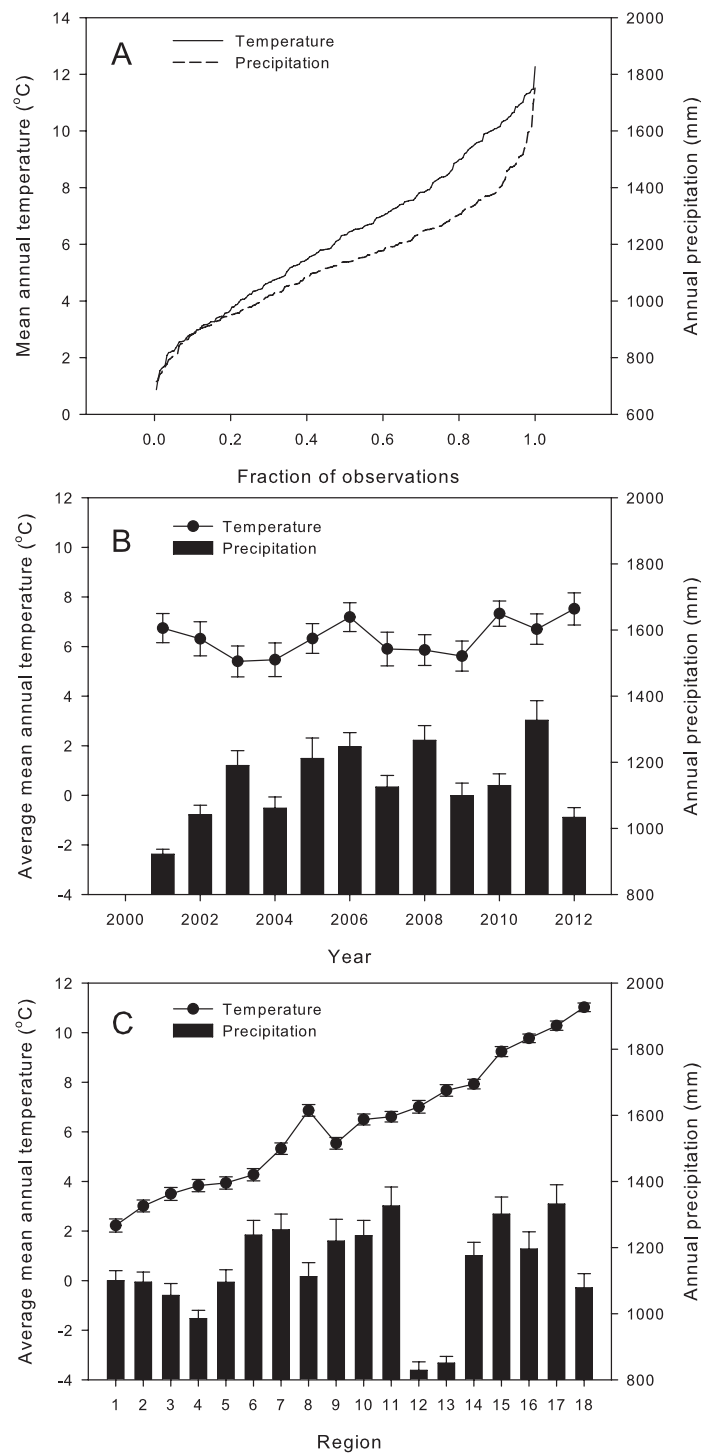 A
Temperature
Precipitation
14
12
10
8
6
4
2
0
Mean annual temperature (°C)
2000
1800
1600
1400
1200
1000
800
600
Annual precipitation (mm)
0.0 0.2 0.4 0.6 0.8 1.0
Fraction of observations
B
Temperature
Precipitation
12
10
8
6
4
2
0
-2
-4
Average mean annual temperature (°C)
2000
1800
1600
1400
1200
1000
800
Annual precipitation (mm)
2000 2002 2004 2006 2008 2010 2012
Year
C
Temperature
Precipitation
12
10
8
6
4
2
0
-2
-4
Average mean annual temperature (°C)
2000
1800
1600
1400
1200
1000
800
Annual precipitation (mm)
1 2 3 4 5 6 7 8 9 10 11 12 13 14 15 16 17 18
Region